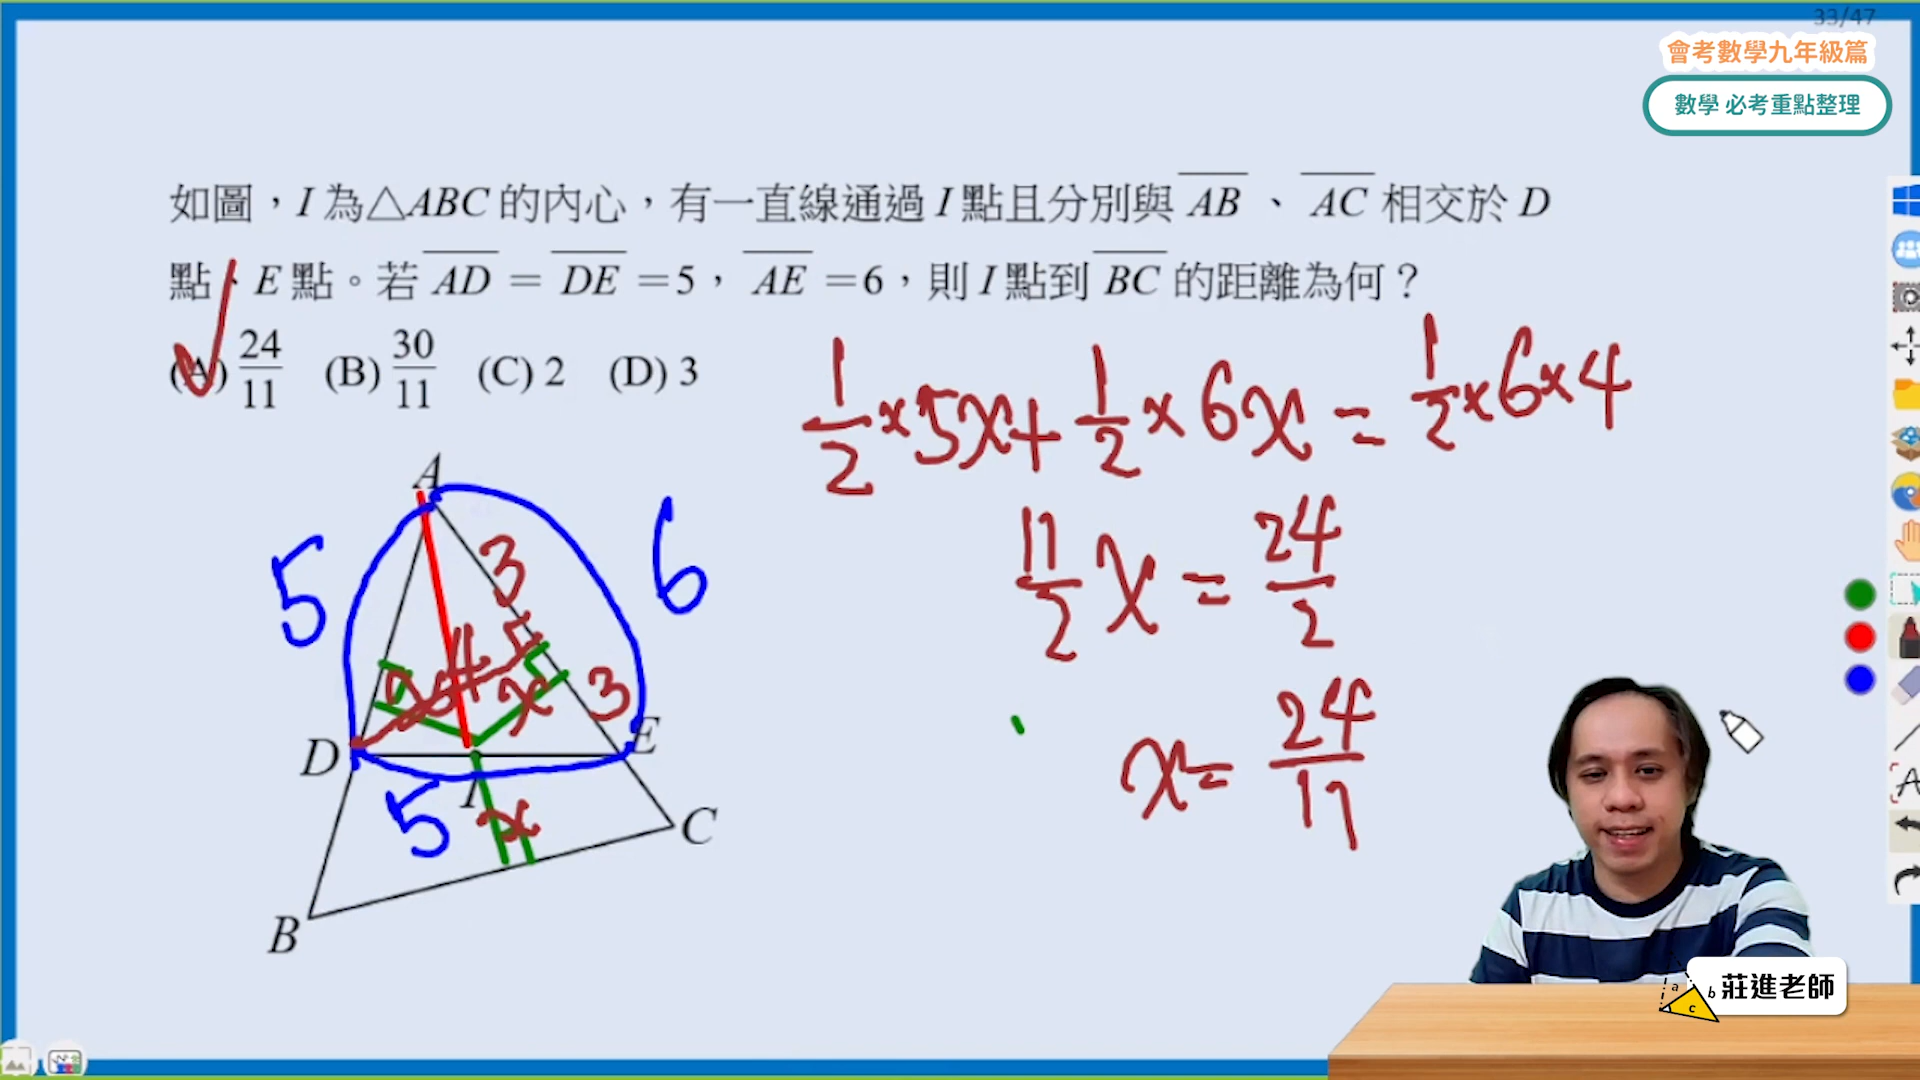 33/47
會考數學九年級篇
數學 必考重點整理
如圖，I 為△ABC 的內心，有一直線通過 I 點且分別與 AB 、 AC 相交於 D
點、E 點。若 AD = DE =5， AE =6，則 I 點到 BC 的距離為何？
(A) 24/11 (B) 30/11 (C) 2 (D) 3
1/2×5x+1/2×6x=1/2×6×4
11/2 x=24/2
x=24/11
A
5
6
3
4
x
x
3
D
E
I
5
x
C
B
a
b
c
莊進老師